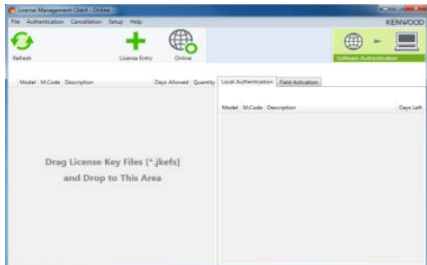 License Management Client - Online
File Authentication Cancellation Setup Help
KENWOOD
Refresh
License Entry
Online
Software Authentication
Model M.Code Description Days Allowed Quantity
Local Authentication Field Activation
Model M.Code Description Days Left
Drag License Key Files [*.jkefs]
and Drop to This Area